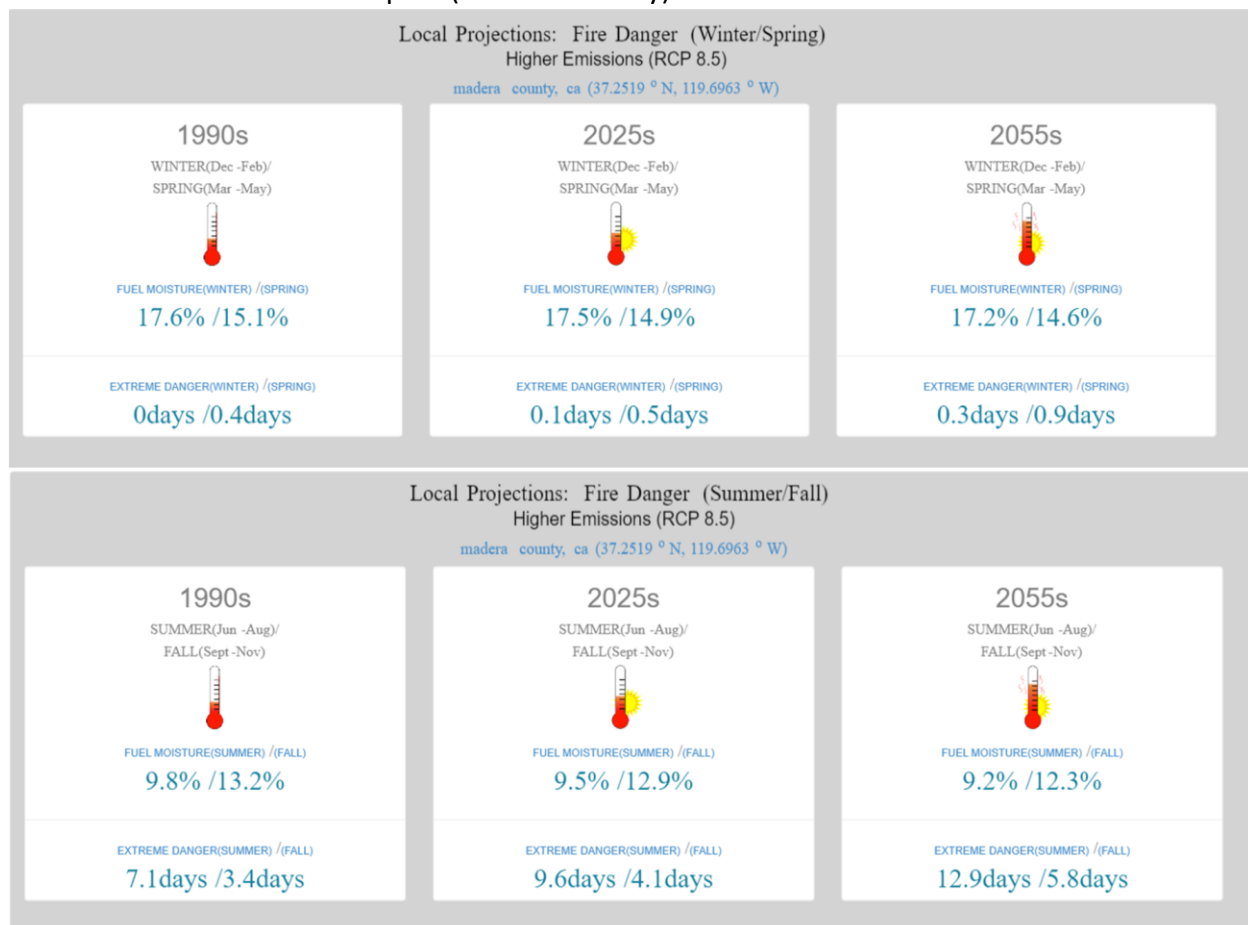 Local Projections: Fire Danger (Winter/Spring)
Higher Emissions (RCP 8.5)
madera county, ca (37.2519 ° N, 119.6963 ° W)
1990s
WINTER(Dec -Feb)/
SPRING(Mar -May)
FUEL MOISTURE(WINTER) /(SPRING)
17.6% /15.1%
EXTREME DANGER(WINTER) /(SPRING)
0days /0.4days
2025s
WINTER(Dec -Feb)/
SPRING(Mar -May)
FUEL MOISTURE(WINTER) /(SPRING)
17.5% /14.9%
EXTREME DANGER(WINTER) /(SPRING)
0.1days /0.5days
2055s
WINTER(Dec -Feb)/
SPRING(Mar -May)
FUEL MOISTURE(WINTER) /(SPRING)
17.2% /14.6%
EXTREME DANGER(WINTER) /(SPRING)
0.3days /0.9days
Local Projections: Fire Danger (Summer/Fall)
Higher Emissions (RCP 8.5)
madera county, ca (37.2519 ° N, 119.6963 ° W)
1990s
SUMMER(Jun -Aug)/
FALL(Sept -Nov)
FUEL MOISTURE(SUMMER) /(FALL)
9.8% /13.2%
EXTREME DANGER(SUMMER) /(FALL)
7.1days /3.4days
2025s
SUMMER(Jun -Aug)/
FALL(Sept -Nov)
FUEL MOISTURE(SUMMER) /(FALL)
9.5% /12.9%
EXTREME DANGER(SUMMER) /(FALL)
9.6days /4.1days
2055s
SUMMER(Jun -Aug)/
FALL(Sept -Nov)
FUEL MOISTURE(SUMMER) /(FALL)
9.2% /12.3%
EXTREME DANGER(SUMMER) /(FALL)
12.9days /5.8days